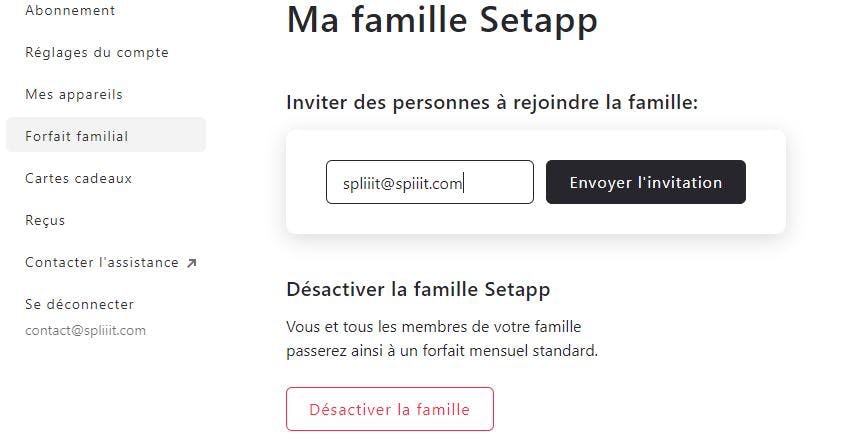 Abonnement
Réglages du compte
Mes appareils
Forfait familial
Cartes cadeaux
Reçus
Contacter l'assistance
Se déconnecter
contact@spliiit.com
Ma famille Setapp
Inviter des personnes à rejoindre la famille:
spliiit@spiiit.com
Envoyer l'invitation
Désactiver la famille Setapp
Vous et tous les membres de votre famille
passerez ainsi à un forfait mensuel standard.
Désactiver la famille